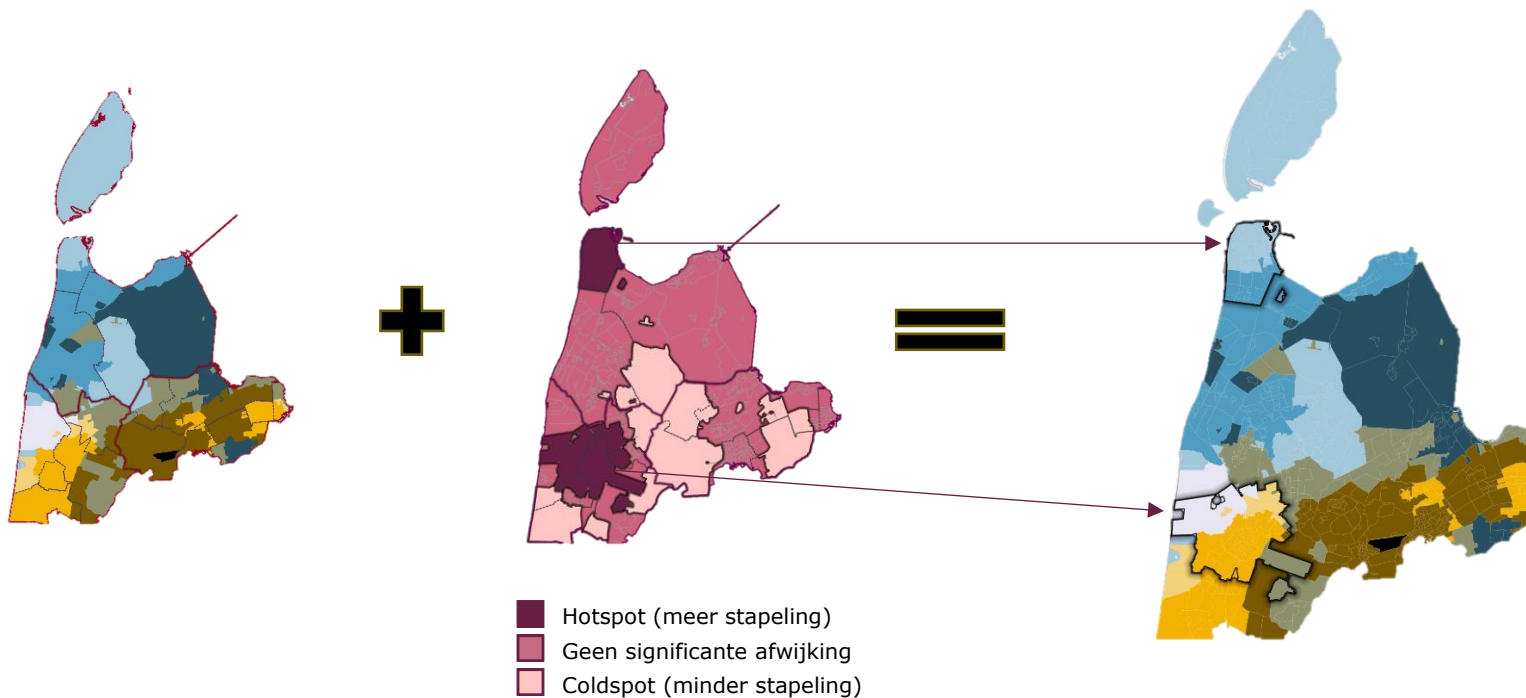 Hotspot (meer stapeling)
Geen significante afwijking
Coldspot (minder stapeling)